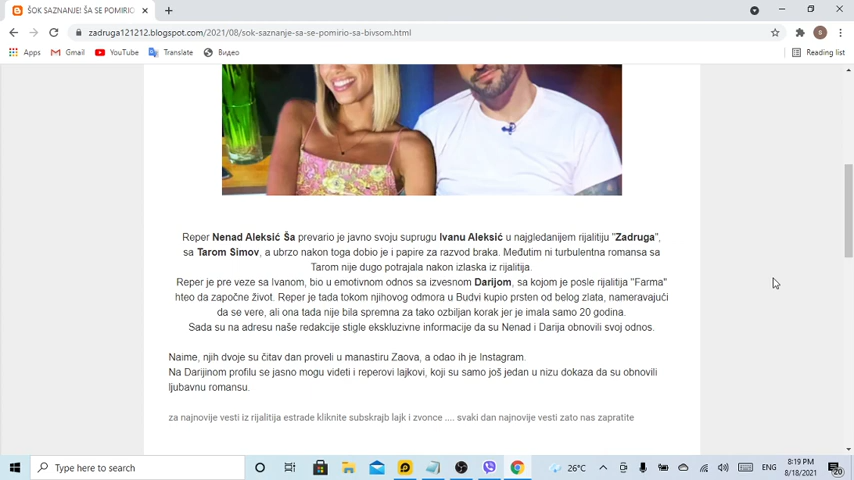 ŠOK SAZNANJE! ŠA SE POMIRIO
zadruga121212.blogspot.com/2021/08/sok-saznanje-sa-se-pomirio-sa-bivsom.html
B
Apps Gmail YouTube Translate Видео Reading list
Reper Nenad Aleksić Ša prevario je javno svoju suprugu Ivanu Aleksić u najgledanijem rijalitiju "Zadruga",
sa Tarom Simov, a ubrzo nakon toga dobio je i papire za razvod braka. Međutim ni turbulentna romansa sa
Tarom nije dugo potrajala nakon izlaska iz rijalitija.
Reper je pre veze sa Ivanom, bio u emotivnom odnos sa izvesnom Darijom, sa kojom je posle rijalitija "Farma"
hteo da započne život. Reper je tada tokom njihovog odmora u Budvi kupio prsten od belog zlata, nameravajući
da se vere, ali ona tada nije bila spremna za tako ozbiljan korak jer je imala samo 20 godina.
Sada su na adresu naše redakcije stigle ekskluzivne informacije da su Nenad i Darija obnovili svoj odnos.
Naime, njih dvoje su čitav dan proveli u manastiru Zaova, a odao ih je Instagram.
Na Darijinom profilu se jasno mogu videti i reperovi lajkovi, koji su samo još jedan u nizu dokaza da su obnovili
ljubavnu romansu.
za najnovije vesti iz rijalitija estrade kliknite subskrajb lajk i zvonce .... svaki dan najnovije vesti zato nas zapratite
Type here to search 26°C ENG 8:19 PM
8/18/2021 20